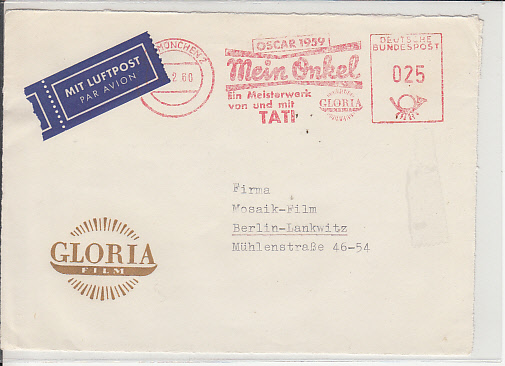 MIT LUFTPOST
PAR AVION
MÜNCHEN 2
2 60
OSCAR 1959
Mein Onkel
Ein Meisterwerk
von und mit
TATI
GLORIA
DEUTSCHE
BUNDESPOST
025
Firma
Mosaik-Film
Berlin-Lankwitz
Mühlenstraße 46-54
GLORIA
FILM